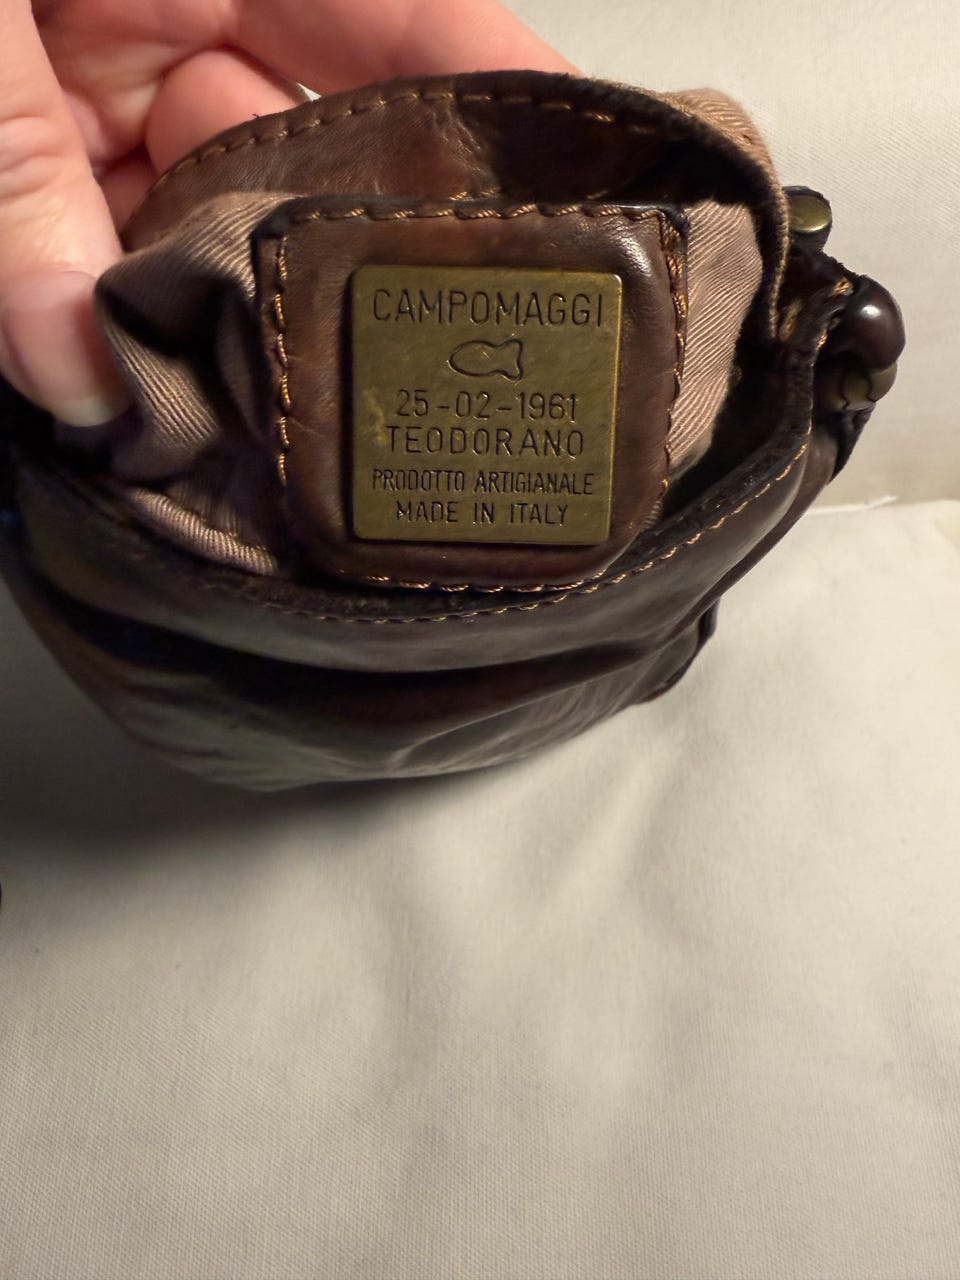 CAMPOMAGGI
25-02-1961
TEODORANO
PRODOTTO ARTIGIANALE
MADE IN ITALY